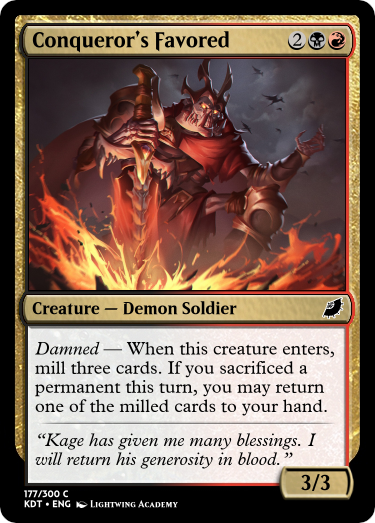 Conqueror's Favored 2
Creature — Demon Soldier
Damned — When this creature enters,
mill three cards. If you sacrificed a
permanent this turn, you may return
one of the milled cards to your hand.
“Kage has given me many blessings. I
will return his generosity in blood.”
3/3
177/300 C
KDT • ENG Lightwing Academy